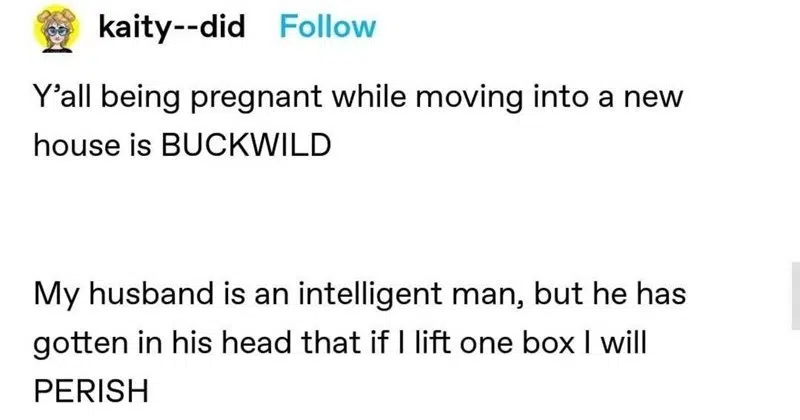 kaity--did Follow
Y'all being pregnant while moving into a new
house is BUCKWILD
My husband is an intelligent man, but he has
gotten in his head that if I lift one box I will
PERISH